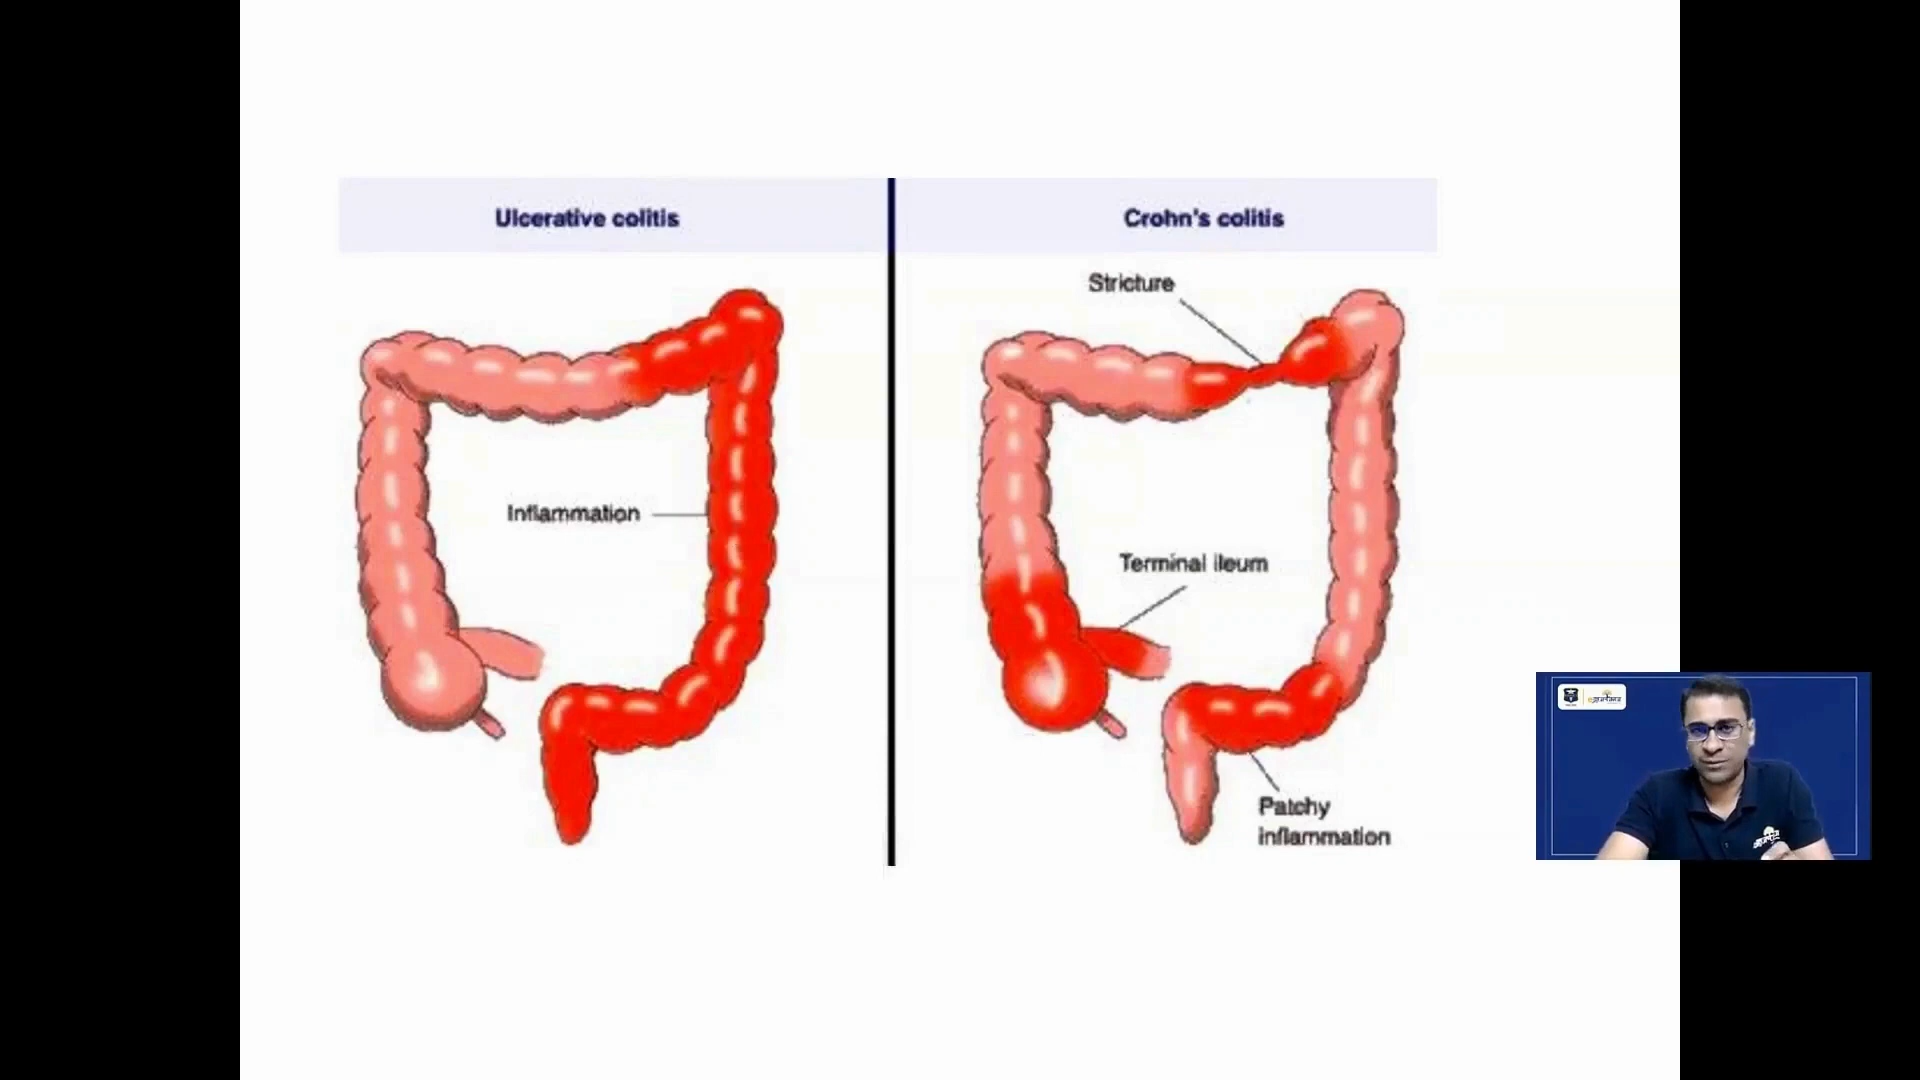 Ulcerative colitis
Crohn's colitis
Inflammation
Stricture
Terminal ileum
Patchy
inflammation